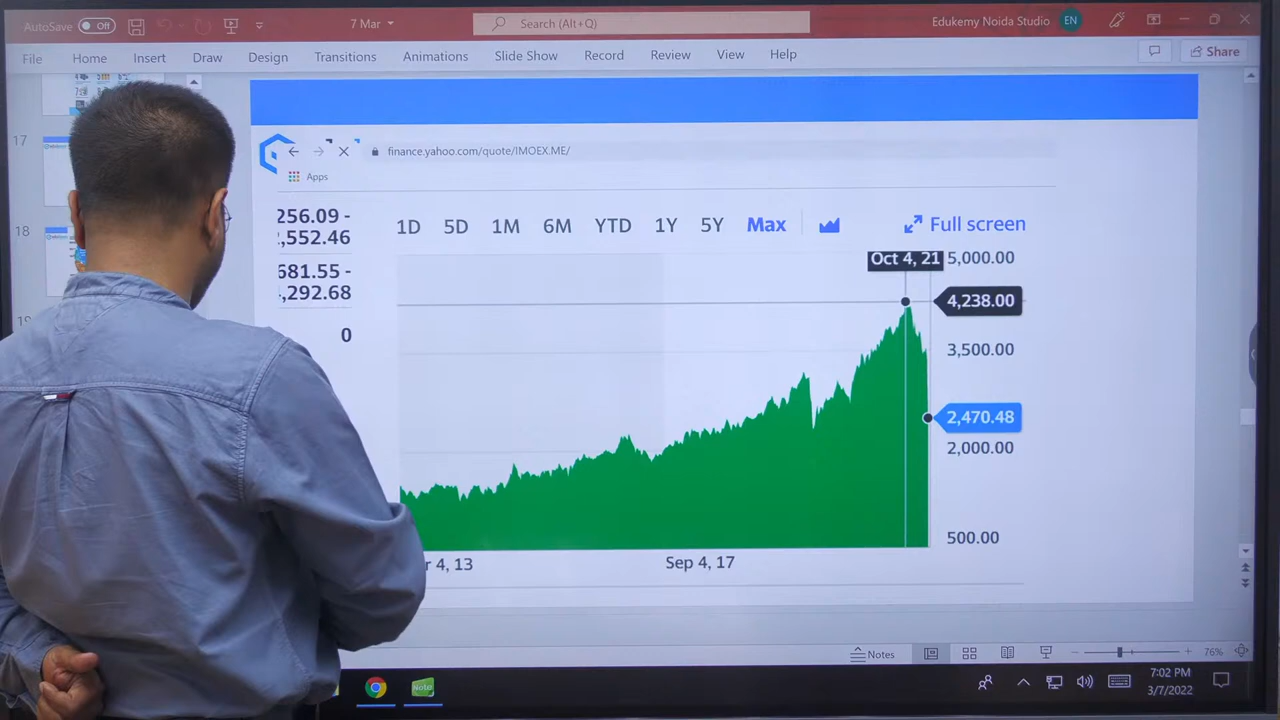 AutoSave Off 7 Mar Search (Alt+Q) Edukemy Noida Studio EN
File Home Insert Draw Design Transitions Animations Slide Show Record Review View Help Share
17
18
finance.yahoo.com/quote/IMOEX.ME/
Apps
256.09 -
,552.46
681.55 -
,292.68
0
1D 5D 1M 6M YTD 1Y 5Y Max Full screen
Oct 4, 21 5,000.00
4,238.00
3,500.00
2,470.48
2,000.00
500.00
r 4, 13 Sep 4, 17
Notes 76%
Note
7:02 PM
3/7/2022